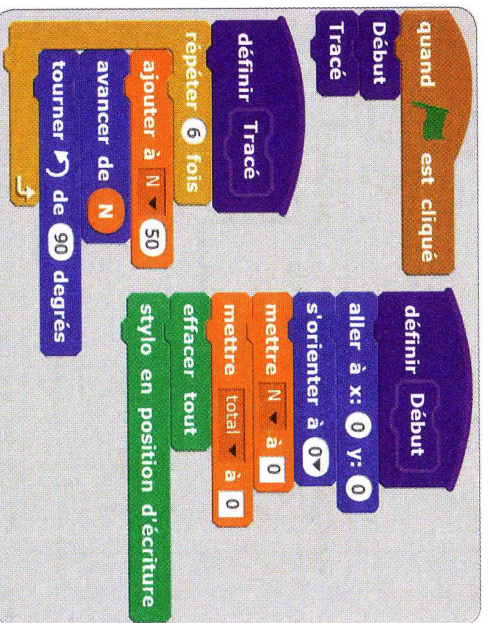 quand est cliqué
Début
Tracé
définir Tracé
répéter 6 fois
ajouter à N 50
avancer de N
tourner de 90 degrés
définir Début
aller à x: 0 y: 0
s'orienter à 0
mettre N à 0
mettre total à 0
effacer tout
stylo en position d'écriture